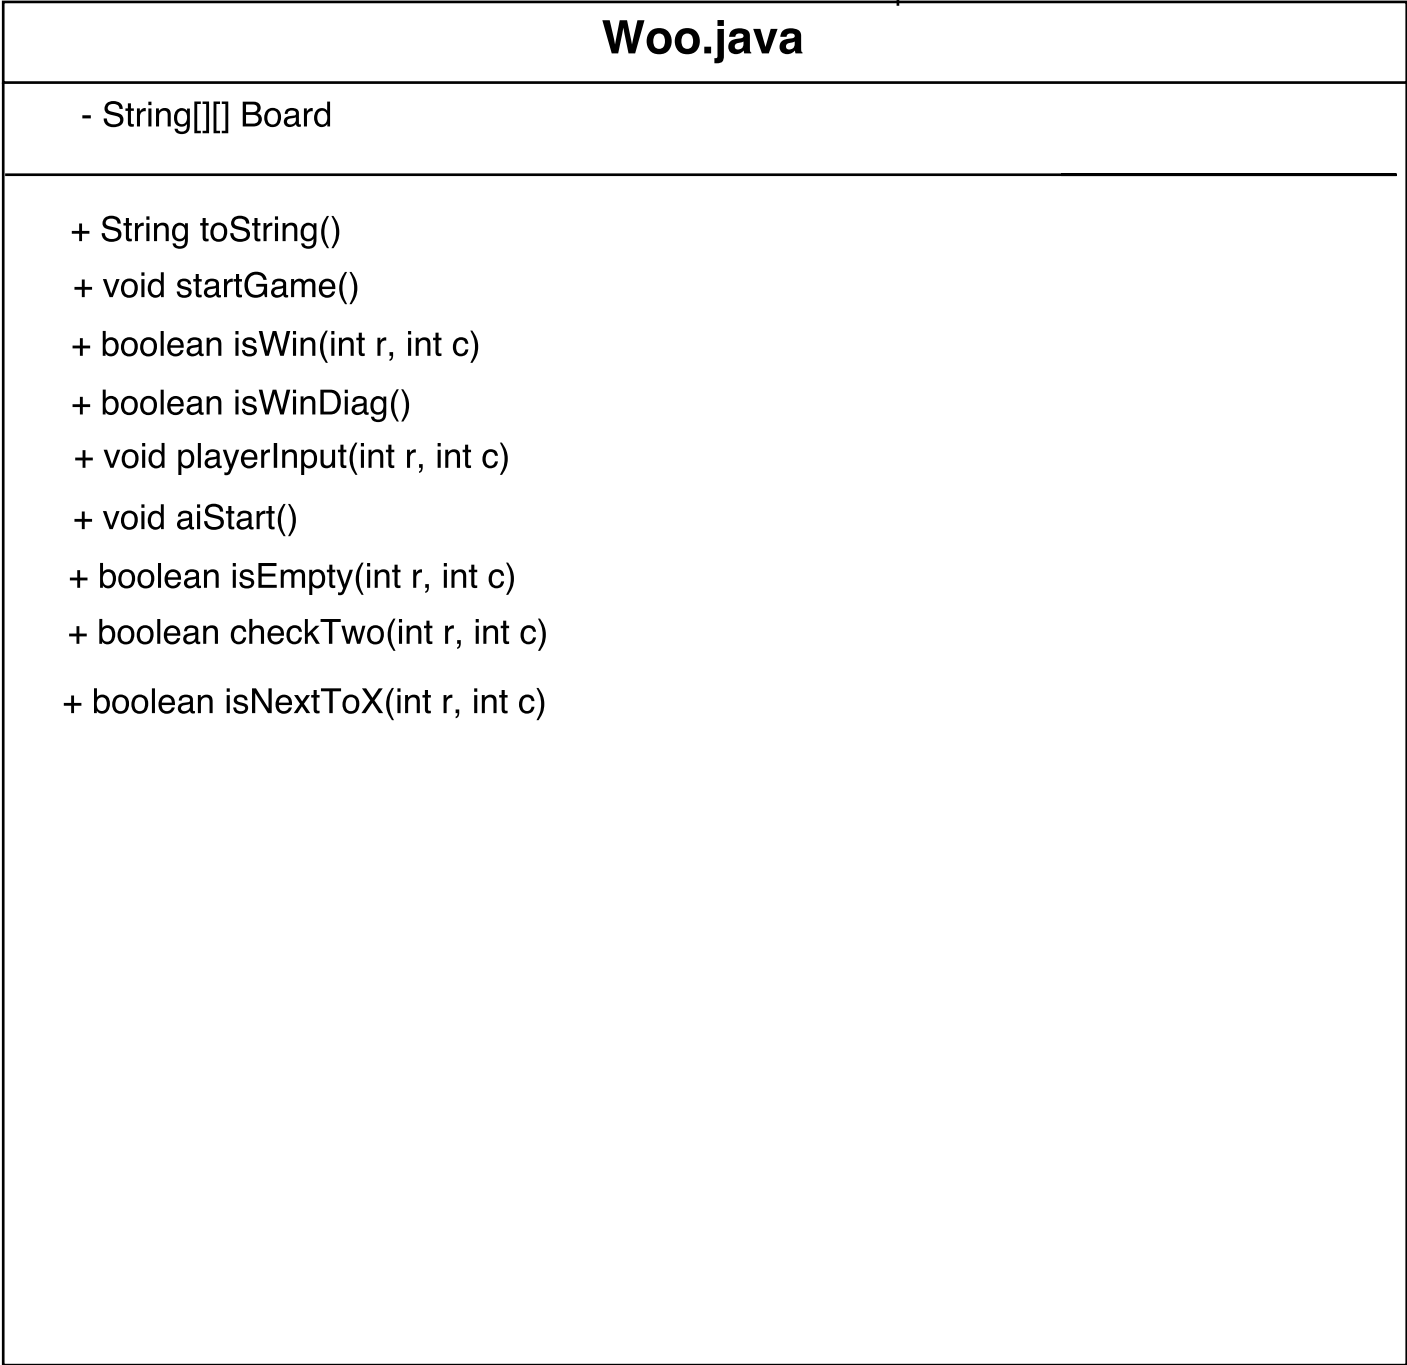 Woo.java
- String[][] Board
+ String toString()
+ void startGame()
+ boolean isWin(int r, int c)
+ boolean isWinDiag()
+ void playerInput(int r, int c)
+ void aiStart()
+ boolean isEmpty(int r, int c)
+ boolean checkTwo(int r, int c)
+ boolean isNextToX(int r, int c)